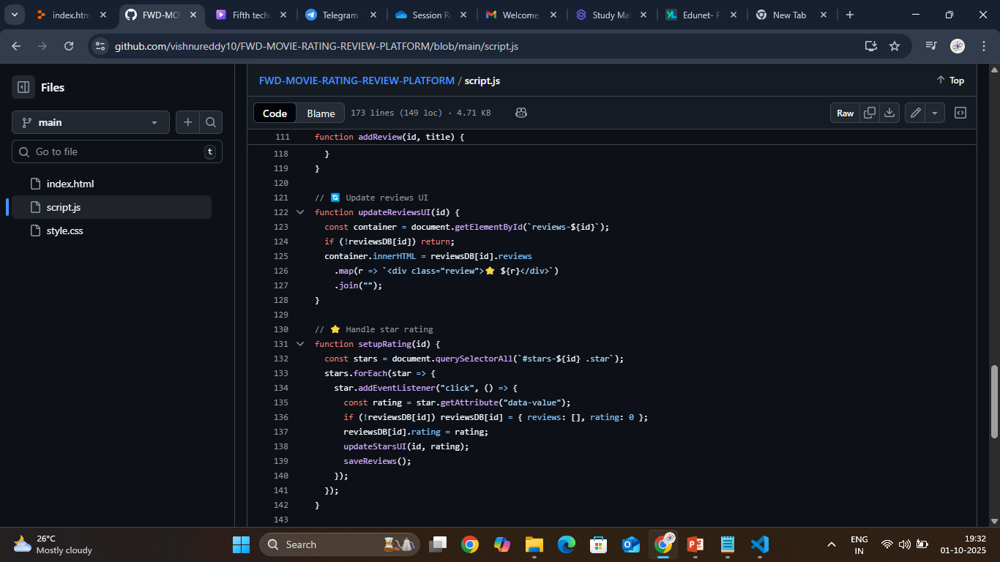 index.htm
FWD-MO
Fifth tech
Telegram
Session R
Welcome
Study Ma
Edunet- F
New Tab
github.com/vishnureddy10/FWD-MOVIE-RATING-REVIEW-PLATFORM/blob/main/script.js
Files
main
Go to file
t
index.html
script.js
style.css
FWD-MOVIE-RATING-REVIEW-PLATFORM / script.js
Top
Code
Blame
173 lines (149 loc) · 4.71 KB
Raw
111 function addReview(id, title) {
118 }
119 }
120
121 // 🔄 Update reviews UI
122 function updateReviewsUI(id) {
123 const container = document.getElementById(`reviews-${id}`);
124 if (!reviewsDB[id]) return;
125 container.innerHTML = reviewsDB[id].reviews
126 .map(r => `<div class="review">⭐ ${r}</div>`)
127 .join("");
128 }
129
130 // ⭐ Handle star rating
131 function setupRating(id) {
132 const stars = document.querySelectorAll(`#stars-${id} .star`);
133 stars.forEach(star => {
134 star.addEventListener("click", () => {
135 const rating = star.getAttribute("data-value");
136 if (!reviewsDB[id]) reviewsDB[id] = { reviews: [], rating: 0 };
137 reviewsDB[id].rating = rating;
138 updateStarsUI(id, rating);
139 saveReviews();
140 });
141 });
142 }
143
26°C
Mostly cloudy
Search
ENG
IN
19:32
01-10-2025